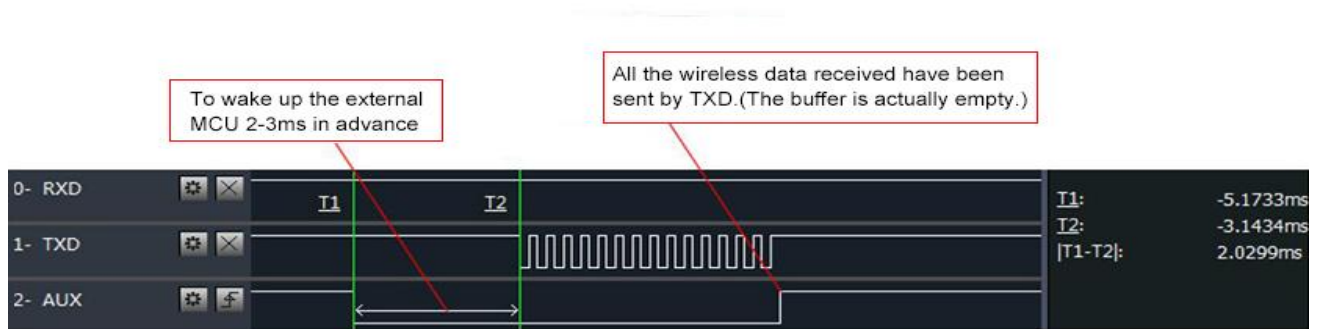 All the wireless data received have been
sent by TXD.(The buffer is actually empty.)
To wake up the external
MCU 2-3ms in advance
0- RXD
T1
T2
1- TXD
2- AUX
T1: -5.1733ms
T2: -3.1434ms
|T1-T2|: 2.0299ms